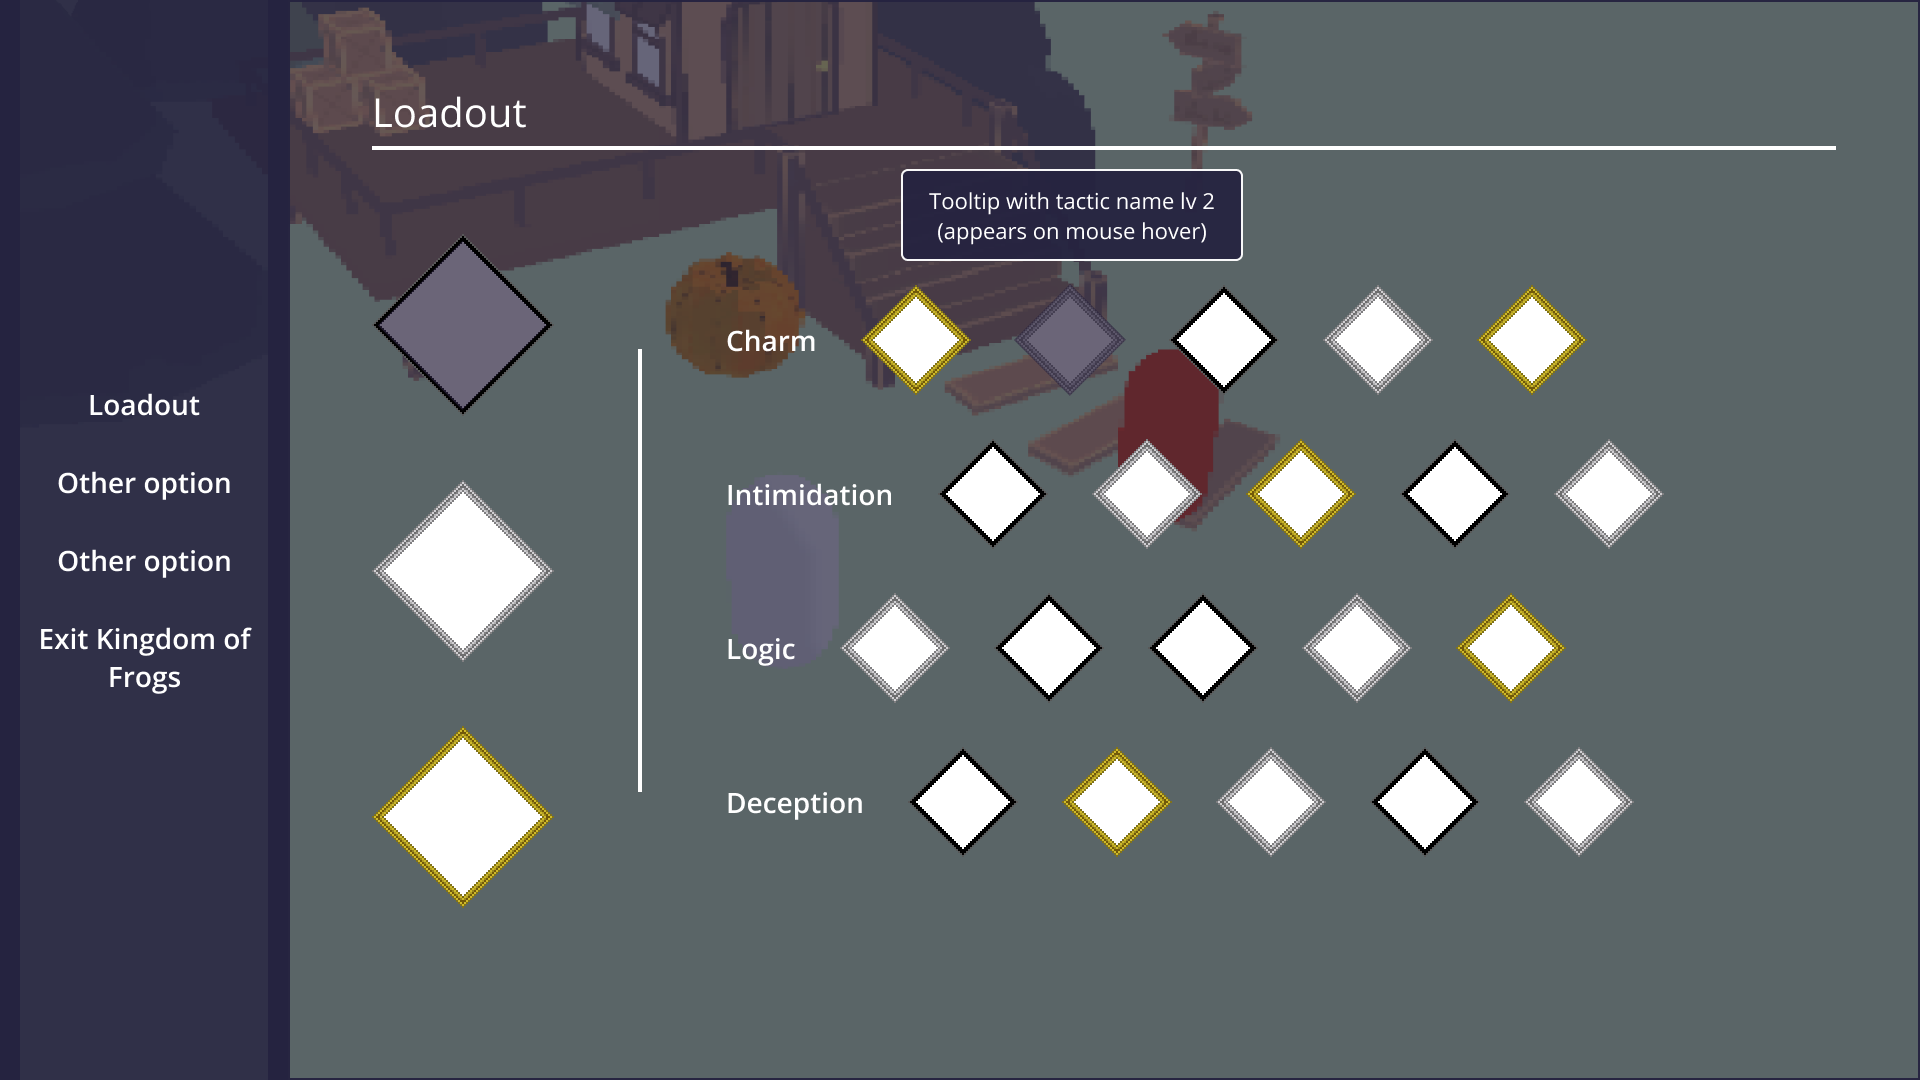 Loadout
Tooltip with tactic name lv 2
(appears on mouse hover)
Charm
Intimidation
Logic
Deception
Loadout
Other option
Other option
Exit Kingdom of
Frogs